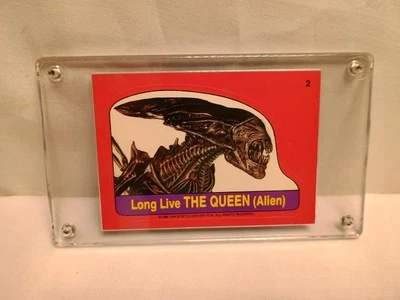 2
Long Live THE QUEEN (Alien)